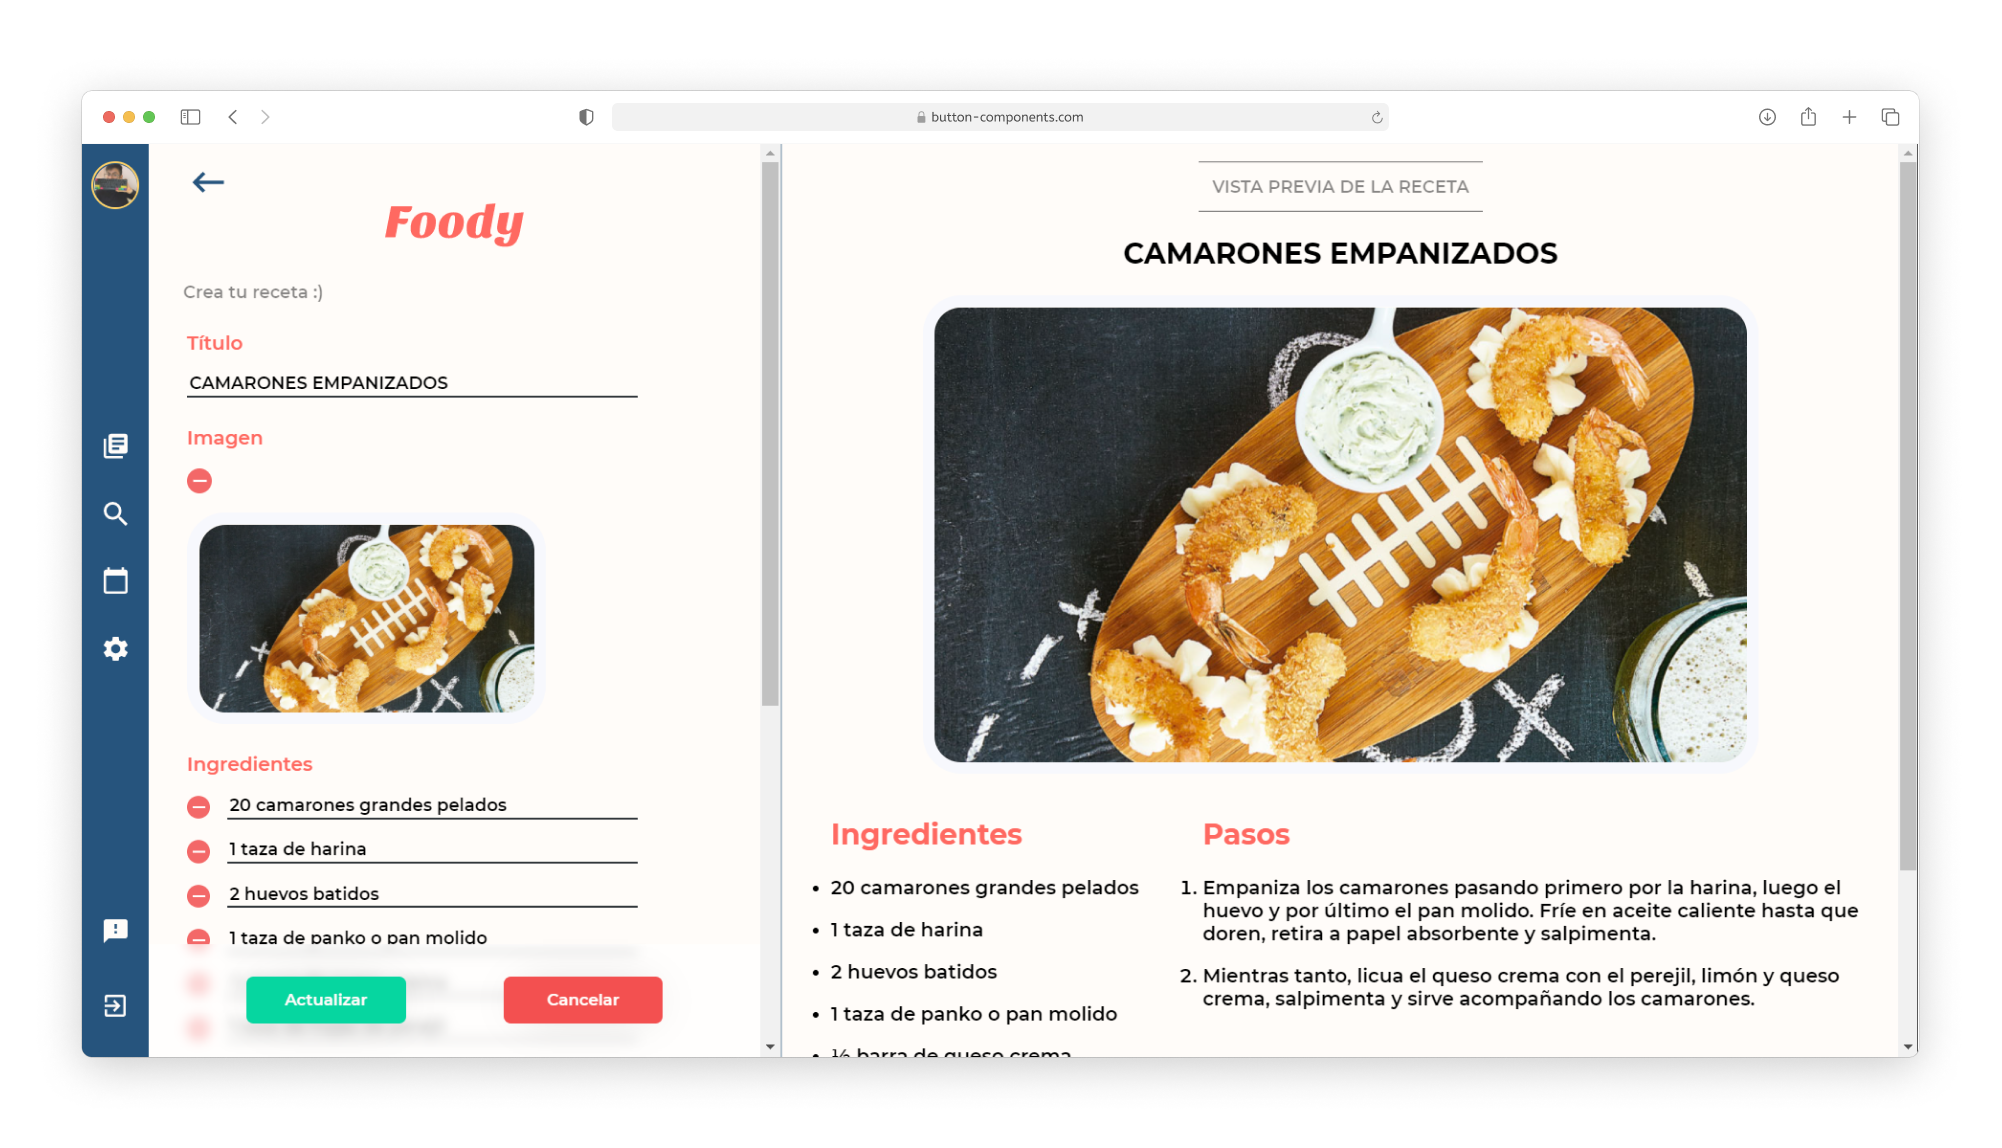 button-components.com
Foody
Crea tu receta :)
Título
CAMARONES EMPANIZADOS
Imagen
Ingredientes
20 camarones grandes pelados
1 taza de harina
2 huevos batidos
1 taza de panko o pan molido
Actualizar
Cancelar
VISTA PREVIA DE LA RECETA
CAMARONES EMPANIZADOS
Ingredientes
• 20 camarones grandes pelados
• 1 taza de harina
• 2 huevos batidos
• 1 taza de panko o pan molido
• ½ barra de queso crema
Pasos
1. Empaniza los camarones pasando primero por la harina, luego el
huevo y por último el pan molido. Fríe en aceite caliente hasta que
doren, retira a papel absorbente y salpimenta.
2. Mientras tanto, licua el queso crema con el perejil, limón y queso
crema, salpimenta y sirve acompañando los camarones.